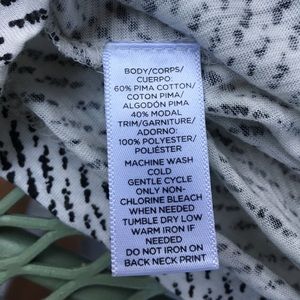 BODY/CORPS/
CUERPO:
60% PIMA COTTON/
COTON PIMA/
ALGODÓN PIMA
40% MODAL
TRIM/GARNITURE/
ADORNO:
100% POLYESTER/
POLIÉSTER
MACHINE WASH
COLD
GENTLE CYCLE
ONLY NON-
CHLORINE BLEACH
WHEN NEEDED
TUMBLE DRY LOW
WARM IRON IF
NEEDED
DO NOT IRON ON
BACK NECK PRINT